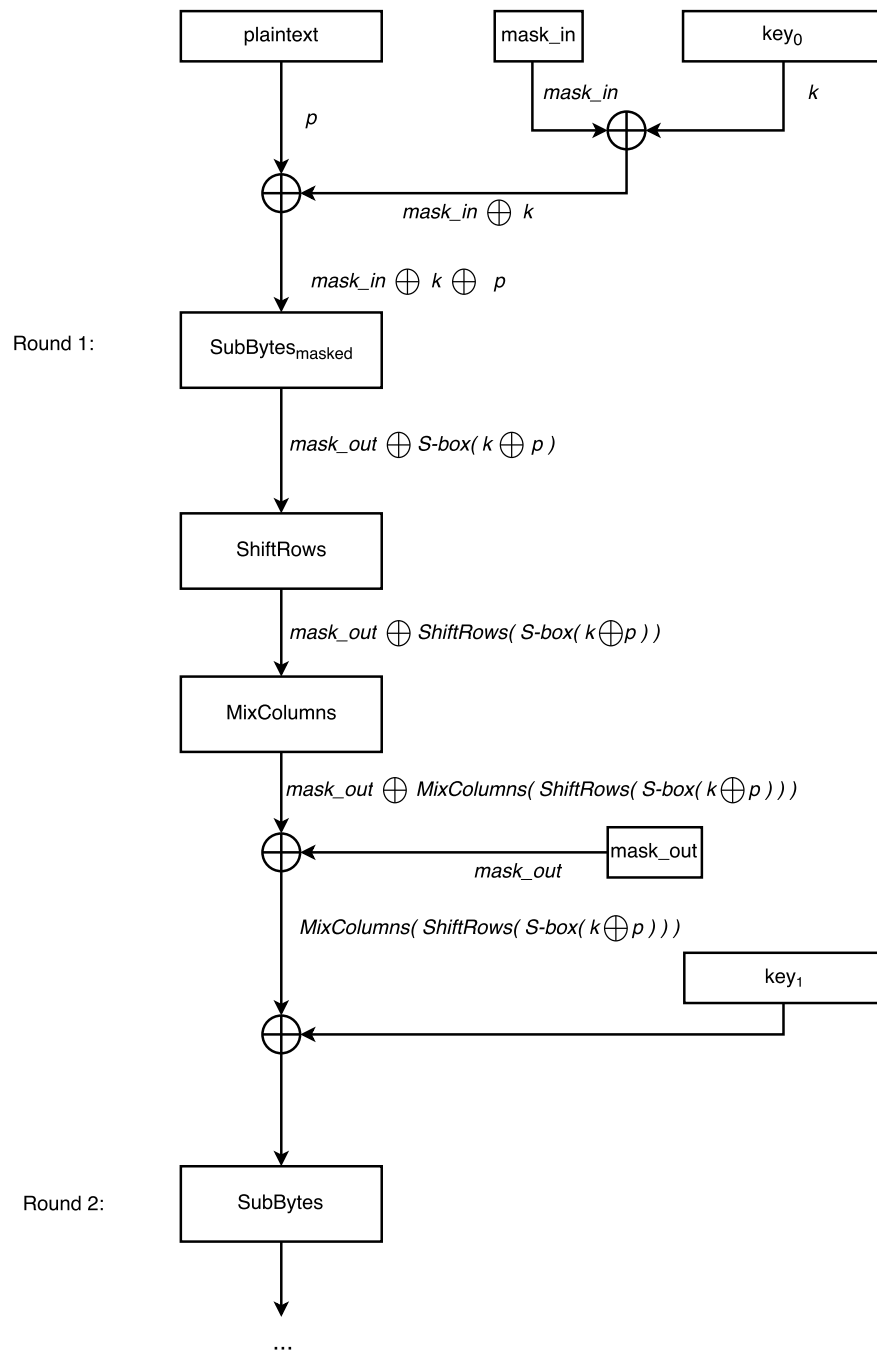 plaintext
mask_in
key0
mask_in
k
p
mask_in ⊕ k
mask_in ⊕ k ⊕ p
Round 1:
SubBytesmasked
mask_out ⊕ S-box( k ⊕ p )
ShiftRows
mask_out ⊕ ShiftRows( S-box( k ⊕ p ) )
MixColumns
mask_out ⊕ MixColumns( ShiftRows( S-box( k ⊕ p ) ) )
mask_out
mask_out
MixColumns( ShiftRows( S-box( k ⊕ p ) ) )
key1
Round 2:
SubBytes
...